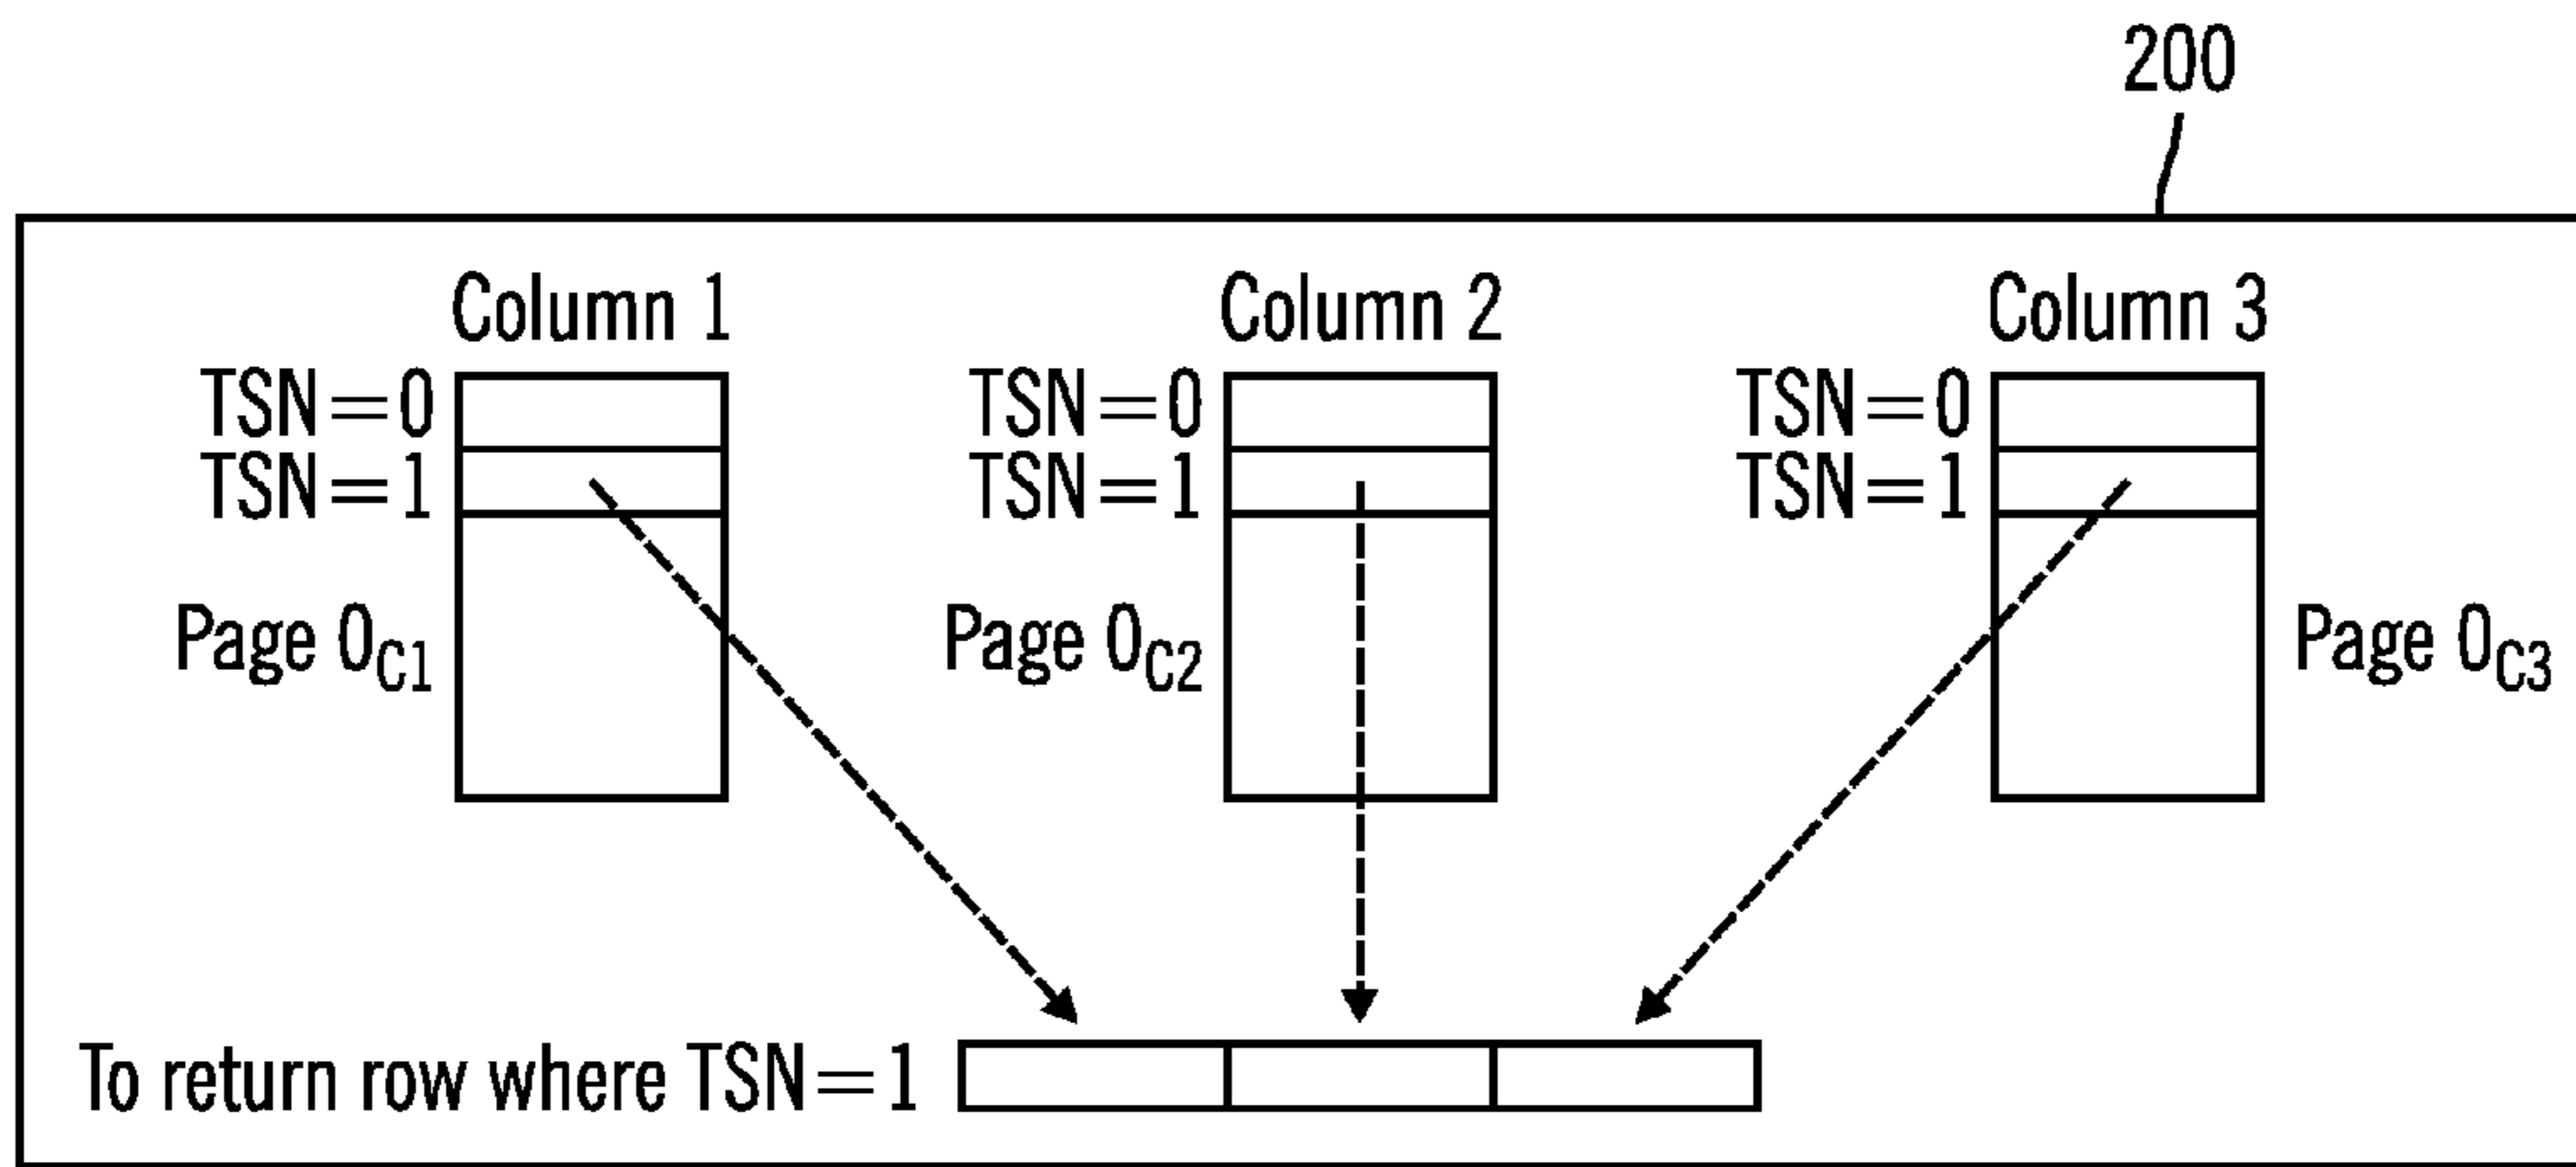 200
Column 1 Column 2 Column 3
TSN=0 TSN=0 TSN=0
TSN=1 TSN=1 TSN=1
Page 0C1 Page 0C2 Page 0C3
To return row where TSN=1